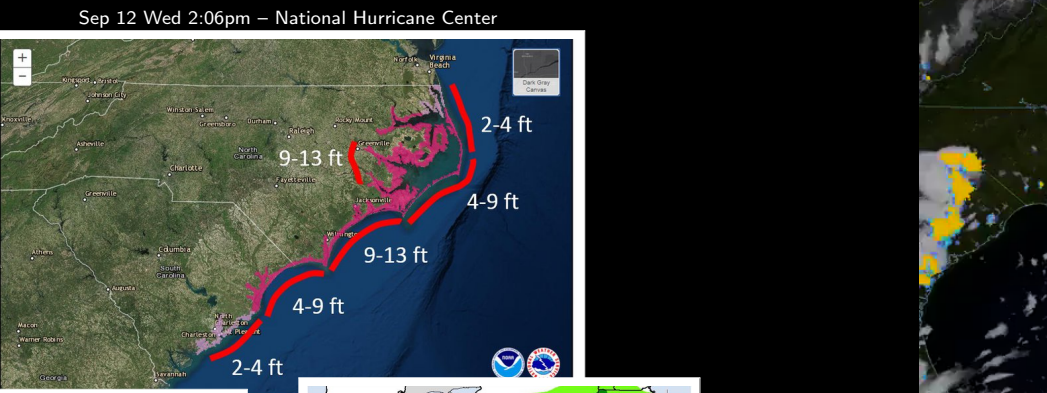 Sep 12 Wed 2:06pm – National Hurricane Center
+
−
Norfolk
Virginia
Beach
Dark Gray
Canvas
Kingsport
Bristol
Johnson City
Knoxville
Winston-Salem
Greensboro
Durham
Rocky Mount
Raleigh
2-4 ft
Asheville
North
Carolina
Greenville
9-13 ft
Charlotte
Fayetteville
Greenville
Jacksonville
4-9 ft
Wilmington
Athens
Columbia
9-13 ft
South
Carolina
Augusta
4-9 ft
North
Charleston
Macon
Charleston
Mt Pleasant
Warner Robins
2-4 ft
Georgia
Savannah
NOAA